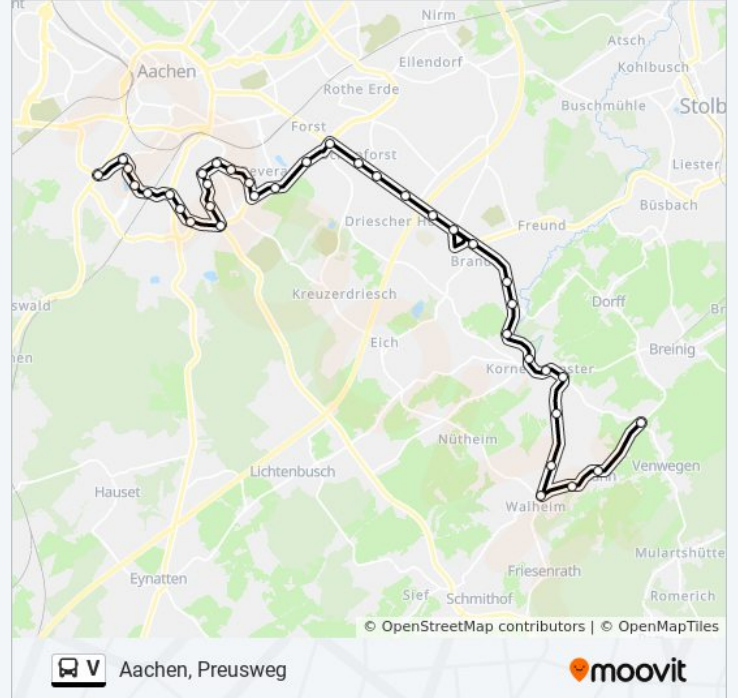 Nirm
Atsch
Aachen
Eilendorf
Kohlbusch
Rothe Erde
Buschmühle
Stolb
Forst
Liester
Büsbach
Driescher H
Freund
Brand
Kreuzerdriesch
Dorff
swald
Br
Eich
Breinig
Korne
ster
Nütheim
Lichtenbusch
Venwegen
Hauset
Walheim
Mulartshütte
Friesenrath
Eynatten
Sief
Schmithof
Romerich
© OpenStreetMap contributors | © OpenMapTiles
V Aachen, Preusweg
moovit